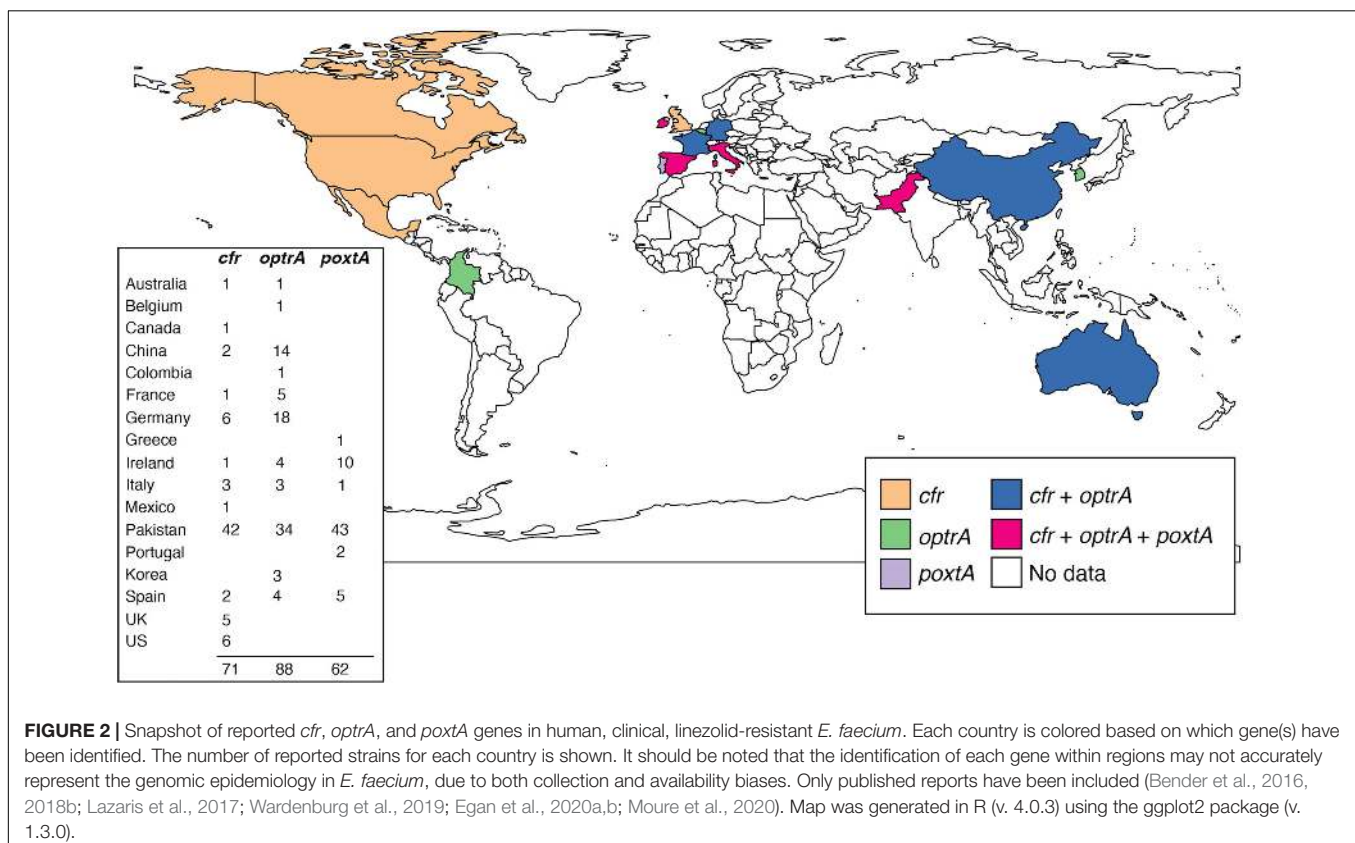 cfr optrA poxtA
Australia 1 1
Belgium 1
Canada 1
China 2 14
Colombia 1
France 1 5
Germany 6 18
Greece 1
Ireland 1 4 10
Italy 3 3 1
Mexico 1
Pakistan 42 34 43
Portugal 2
Korea 3
Spain 2 4 5
UK 5
US 6
71 88 62
cfr
optrA
poxtA
cfr + optrA
cfr + optrA + poxtA
No data
FIGURE 2 | Snapshot of reported cfr, optrA, and poxtA genes in human, clinical, linezolid-resistant E. faecium. Each country is colored based on which gene(s) have
been identified. The number of reported strains for each country is shown. It should be noted that the identification of each gene within regions may not accurately
represent the genomic epidemiology in E. faecium, due to both collection and availability biases. Only published reports have been included (Bender et al., 2016,
2018b; Lazaris et al., 2017; Wardenburg et al., 2019; Egan et al., 2020a,b; Moure et al., 2020). Map was generated in R (v. 4.0.3) using the ggplot2 package (v.
1.3.0).